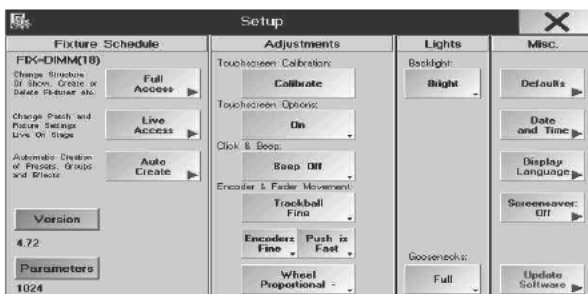 Setup
Fixture Schedule
FIX=DIMM(18)
Change Structure
Of Show, Create or
Delete Fixtures etc.
Full
Access
Change Patch and
Fixture Settings
Live On Stage
Live
Access
Automatic Creation
of Presets, Groups
and Effects
Auto
Create
Version
4.72
Parameters
1024
Adjustments
Touchscreen Calibration:
Calibrate
Touchscreen Options:
On
Click & Beep:
Beep Off
Encoder & Fader Movement:
Trackball
Fine
Encoders
Fine
Push is
Fast
Wheel
Proportional -
Lights
Backlight:
Bright
Goosenecks:
Full
Misc.
Defaults
Date
and Time
Display
Language
Screensaver:
Off
Update
Software